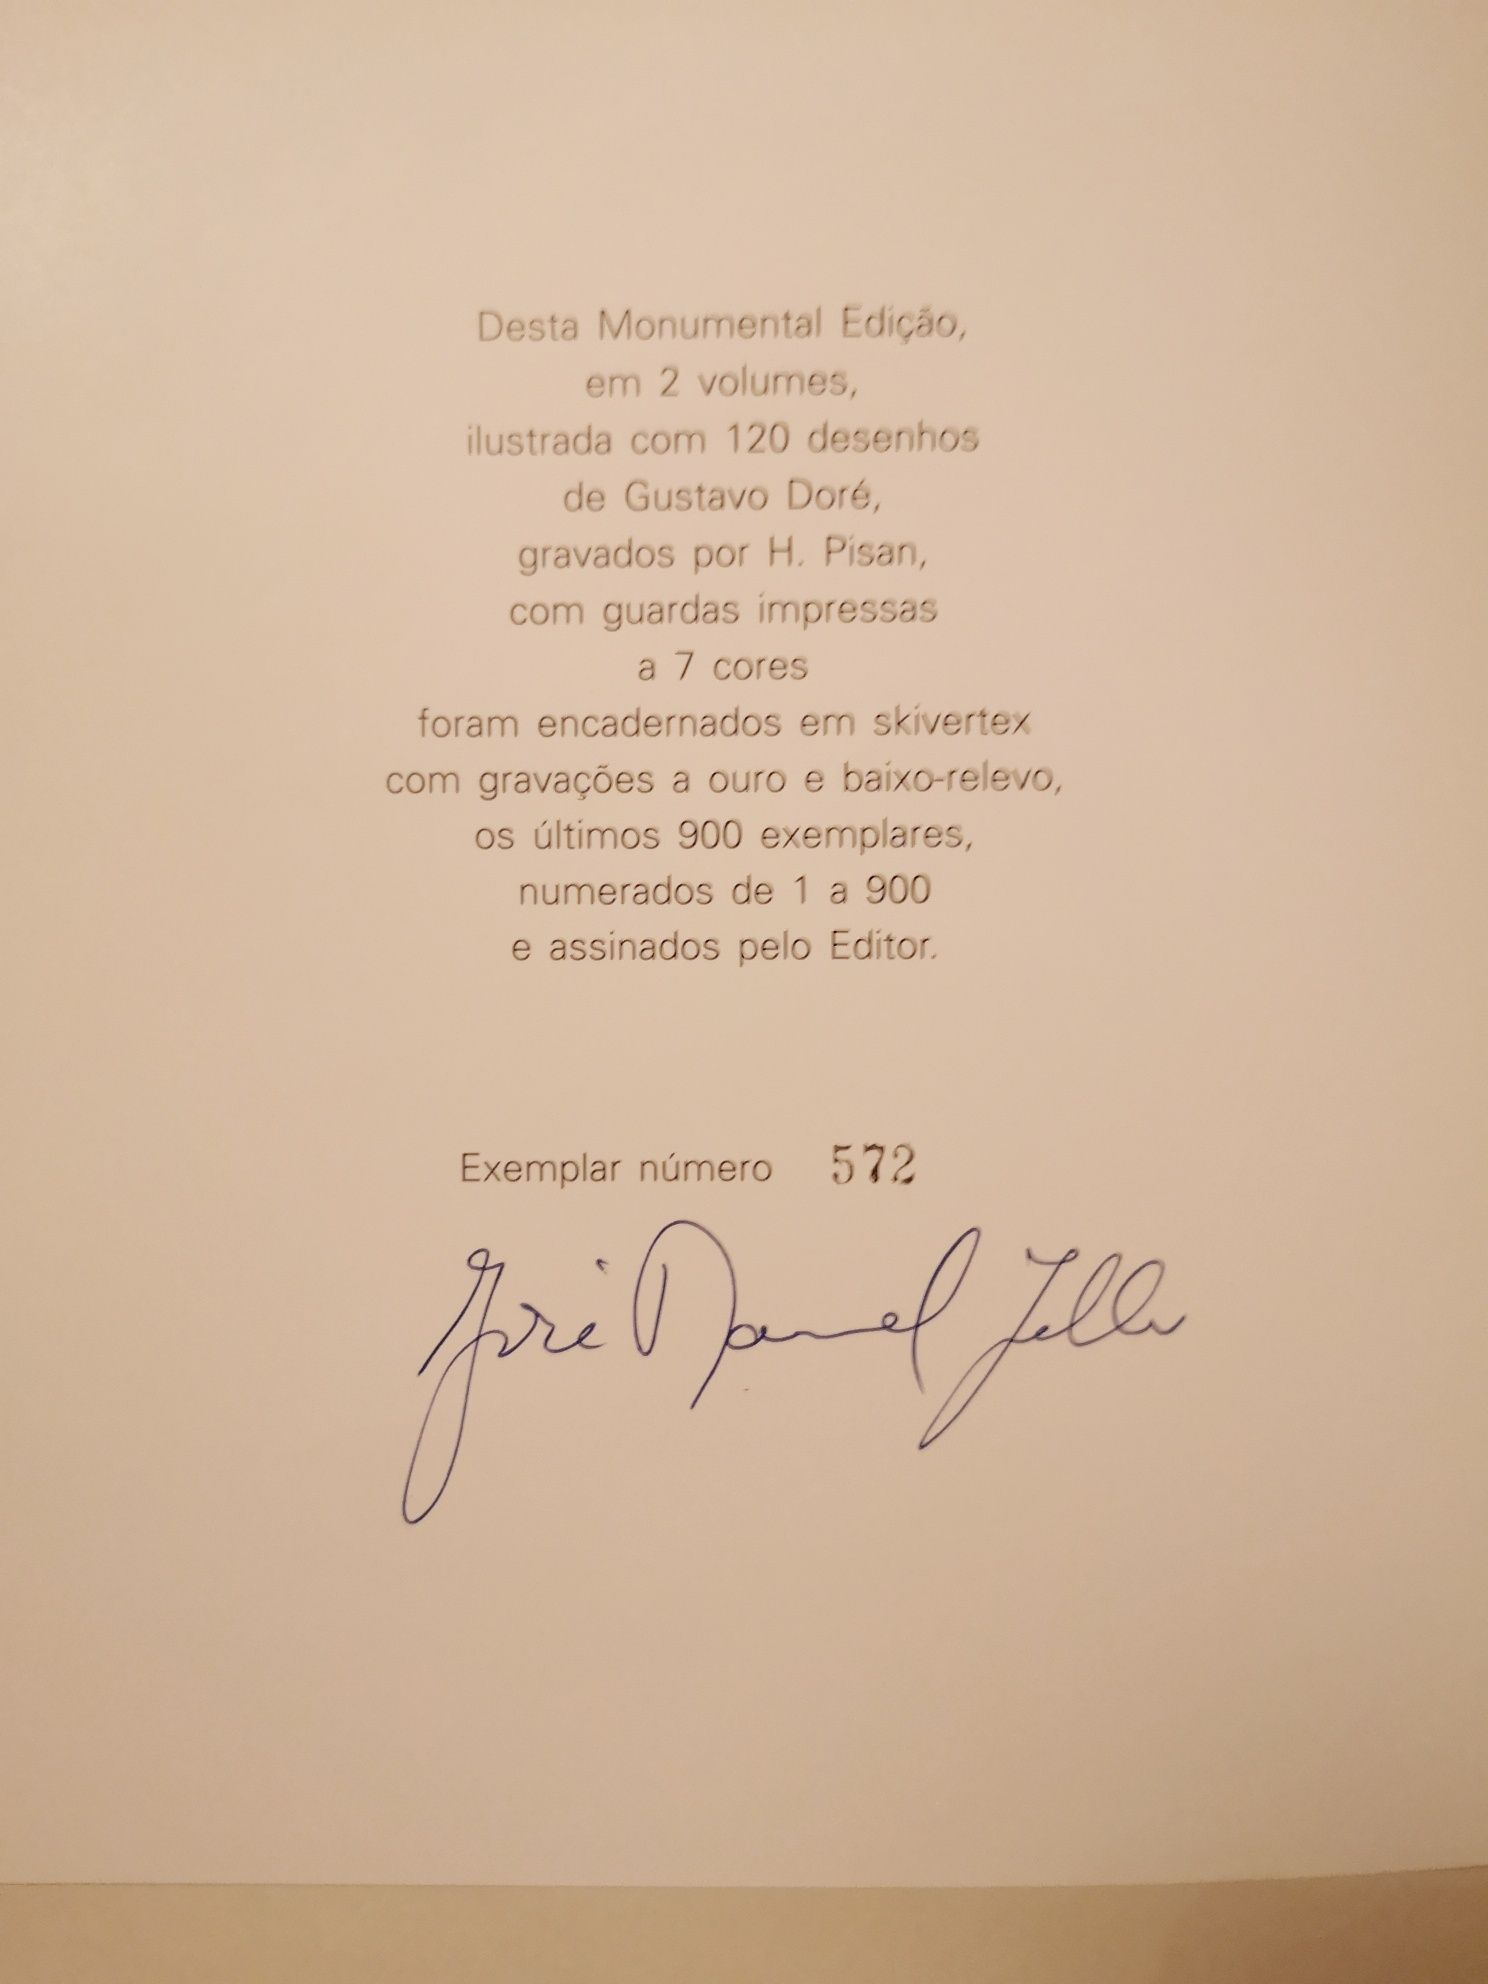 Desta Monumental Edição,
em 2 volumes,
ilustrada com 120 desenhos
de Gustavo Doré,
gravados por H. Pisan,
com guardas impressas
a 7 cores
foram encadernados em skivertex
com gravações a ouro e baixo-relevo,
os últimos 900 exemplares,
numerados de 1 a 900
e assinados pelo Editor.
Exemplar número 572
José Manuel